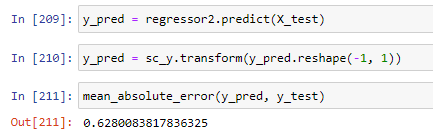 In [209]: y_pred = regressor2.predict(X_test)
In [210]: y_pred = sc_y.transform(y_pred.reshape(-1, 1))
In [211]: mean_absolute_error(y_pred, y_test)
Out[211]: 0.6280083817836325